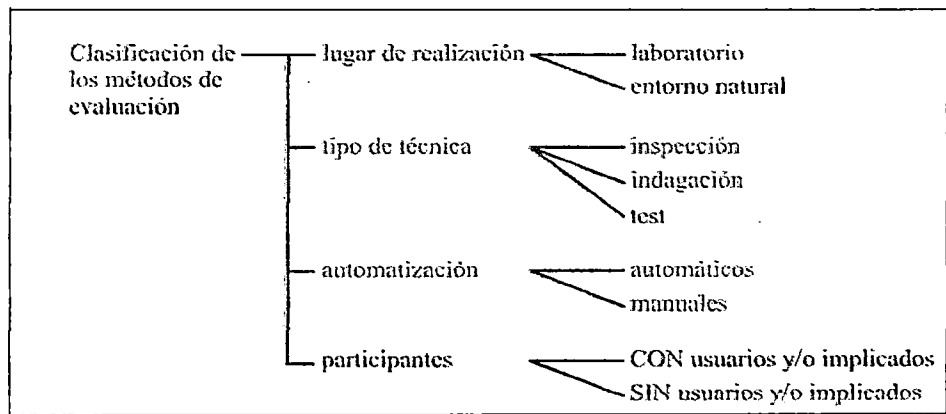 Clasificación de
los métodos de
evaluación
lugar de realización
laboratorio
entorno natural
tipo de técnica
inspección
indagación
test
automatización
automáticos
manuales
participantes
CON usuarios y/o implicados
SIN usuarios y/o implicados